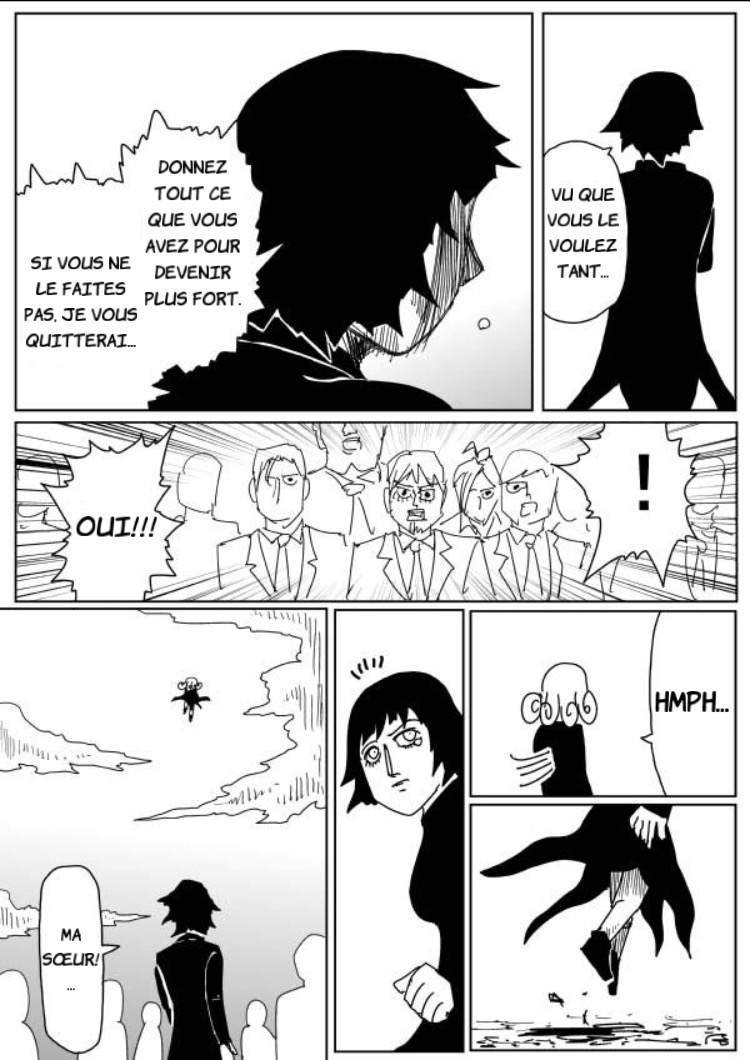 VU QUE
VOUS LE
VOULEZ
TANT...
DONNEZ
TOUT CE
QUE VOUS
AVEZ POUR
DEVENIR
PLUS FORT.
SI VOUS NE
LE FAITES
PAS, JE VOUS
QUITTERAI...
!
OUI!!!
HMPH...
MA
SŒUR!
...